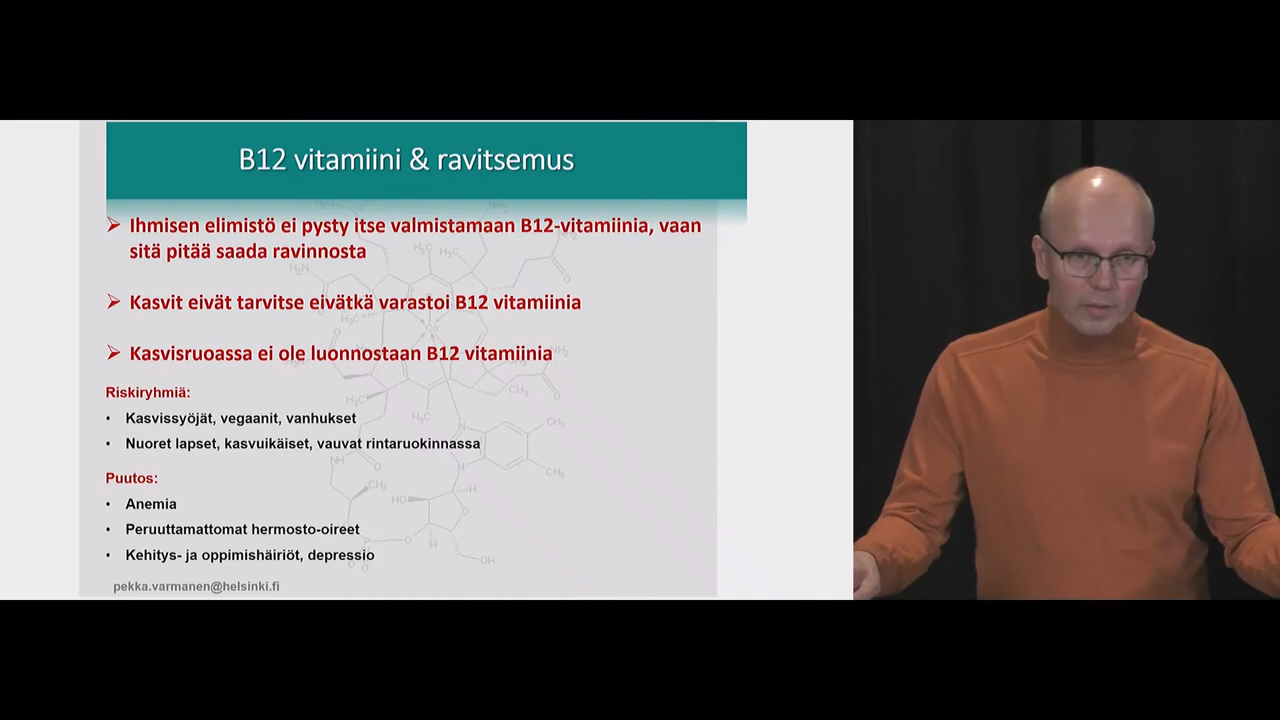 B12 vitamiini & ravitsemus
➢ Ihmisen elimistö ei pysty itse valmistamaan B12-vitamiinia, vaan
sitä pitää saada ravinnosta
➢ Kasvit eivät tarvitse eivätkä varastoi B12 vitamiinia
➢ Kasvisruoassa ei ole luonnostaan B12 vitamiinia
Riskiryhmiä:
• Kasvissyöjät, vegaanit, vanhukset
• Nuoret lapset, kasvuikäiset, vauvat rintaruokinnassa
Puutos:
• Anemia
• Peruuttamattomat hermosto-oireet
• Kehitys- ja oppimishäiriöt, depressio
pekka.varmanen@helsinki.fi